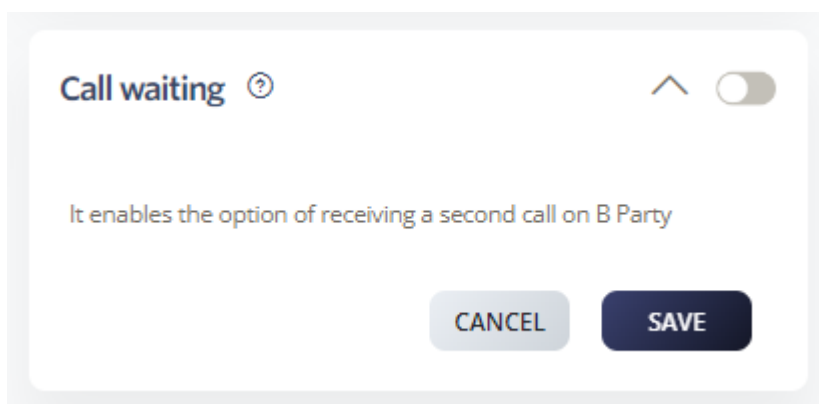 Call waiting
It enables the option of receiving a second call on B Party
CANCEL SAVE